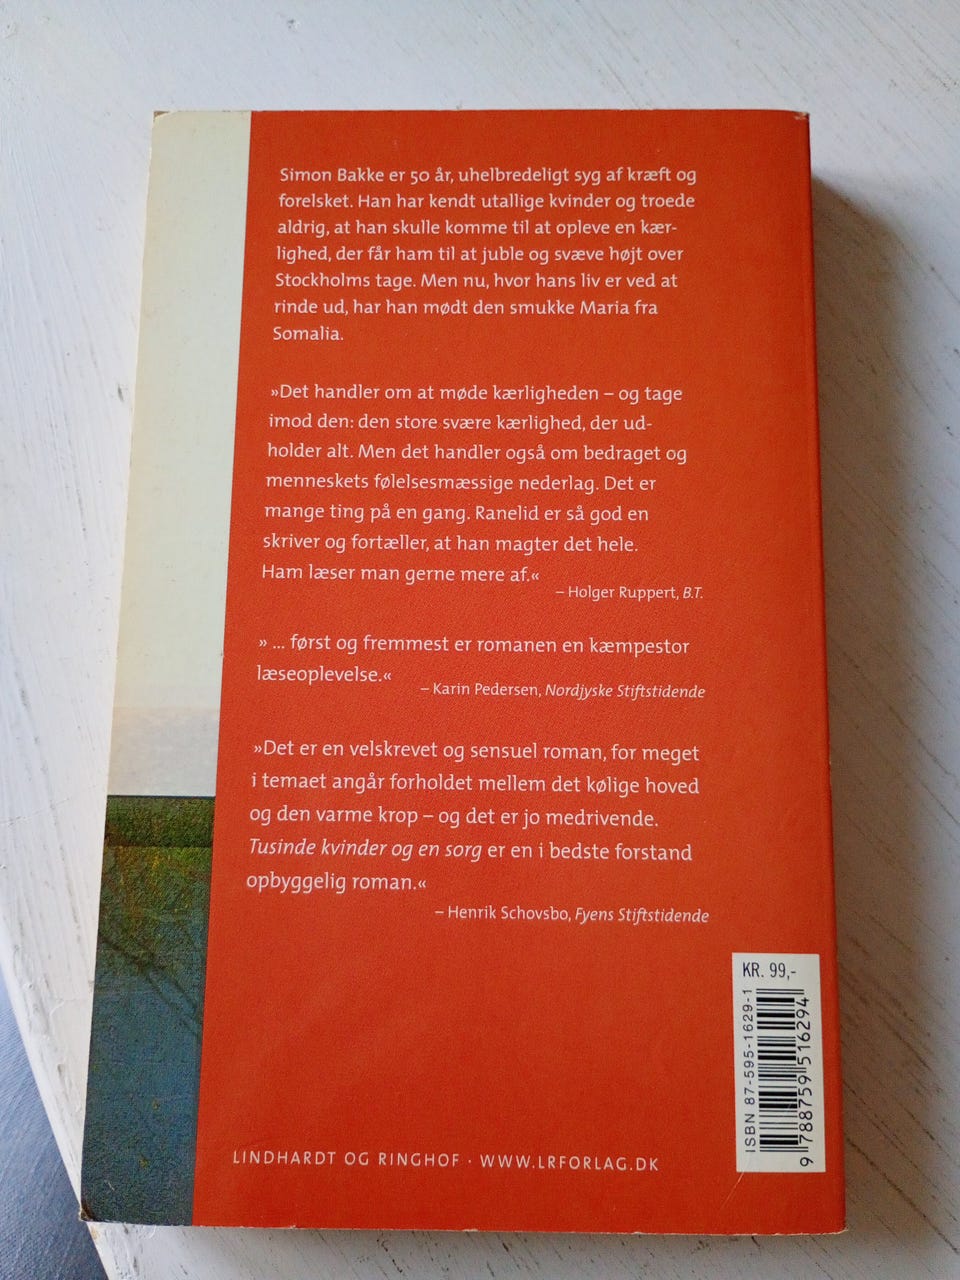 Simon Bakke er 50 år, uhelbredeligt syg af kræft og
forelsket. Han har kendt utallige kvinder og troede
aldrig, at han skulle komme til at opleve en kær-
lighed, der får ham til at juble og svæve højt over
Stockholms tage. Men nu, hvor hans liv er ved at
rinde ud, har han mødt den smukke Maria fra
Somalia.
»Det handler om at møde kærligheden – og tage
imod den: den store svære kærlighed, der ud-
holder alt. Men det handler også om bedraget og
menneskets følelsesmæssige nederlag. Det er
mange ting på en gang. Ranelid er så god en
skriver og fortæller, at han magter det hele.
Ham læser man gerne mere af.«
– Holger Ruppert, B.T.
» ... først og fremmest er romanen en kæmpestor
læseoplevelse.«
– Karin Pedersen, Nordjyske Stiftstidende
»Det er en velskrevet og sensuel roman, for meget
i temaet angår forholdet mellem det kølige hoved
og den varme krop – og det er jo medrivende.
Tusinde kvinder og en sorg er en i bedste forstand
opbyggelig roman.«
– Henrik Schovsbo, Fyens Stiftstidende
KR. 99,-
ISBN 87-595-1629-1
9 788759 516294
LINDHARDT OG RINGHOF · WWW.LRFORLAG.DK